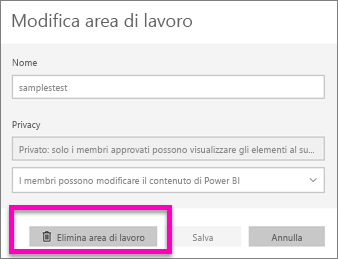 Modifica area di lavoro
Nome
samplestest
Privacy
Privato: solo i membri approvati possono visualizzare gli elementi al su...
I membri possono modificare il contenuto di Power BI
Elimina area di lavoro
Salva
Annulla